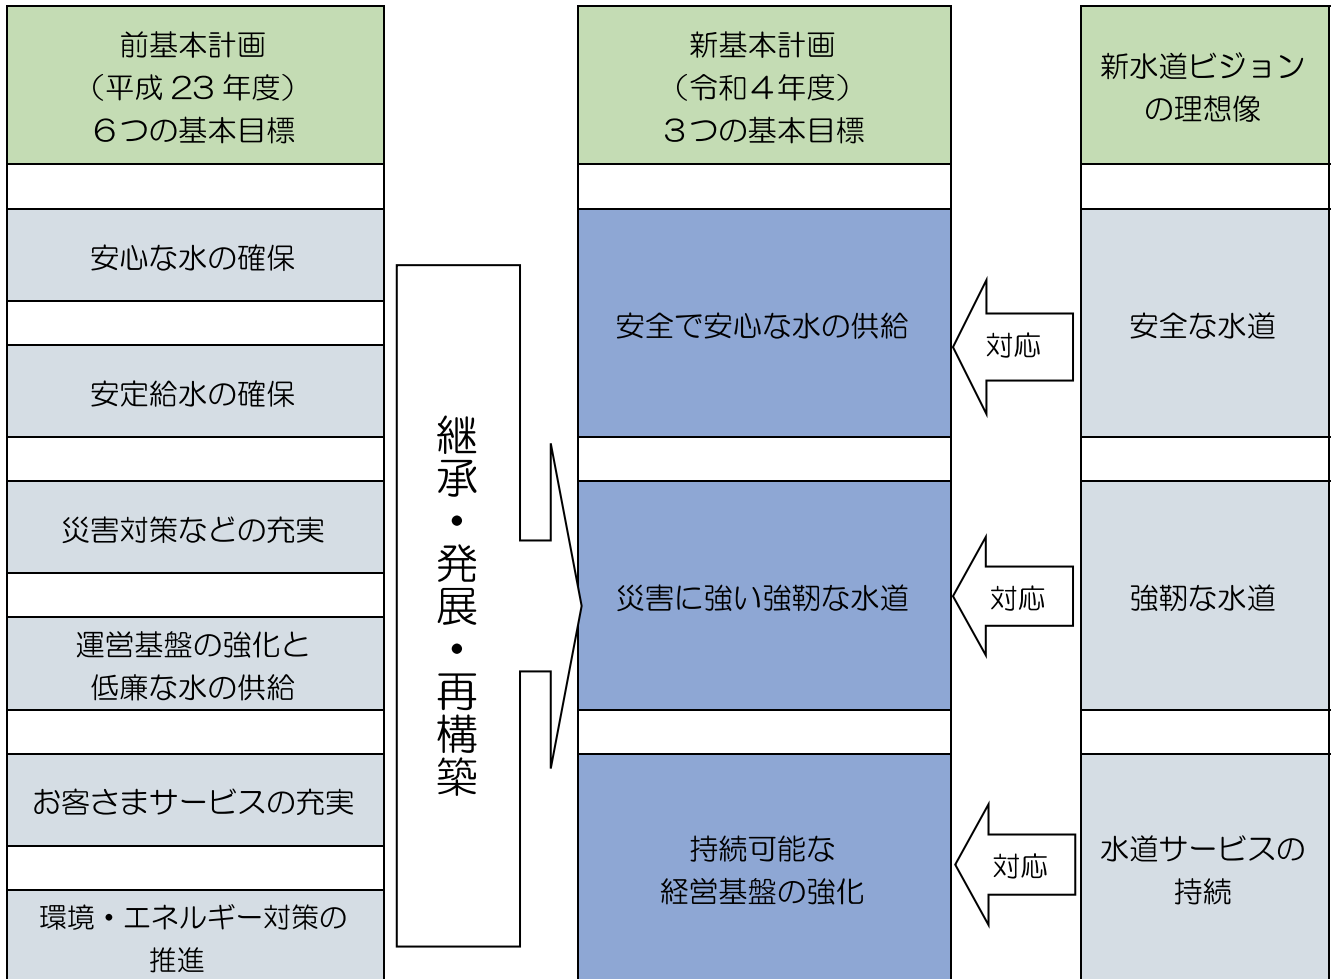 前基本計画
（平成 23 年度）
６つの基本目標
安心な水の確保
安定給水の確保
災害対策などの充実
運営基盤の強化と
低廉な水の供給
お客さまサービスの充実
環境・エネルギー対策の
推進
継承・発展・再構築
新基本計画
（令和４年度）
３つの基本目標
安全で安心な水の供給
災害に強い強靭な水道
持続可能な
経営基盤の強化
対応
対応
対応
新水道ビジョン
の理想像
安全な水道
強靭な水道
水道サービスの
持続